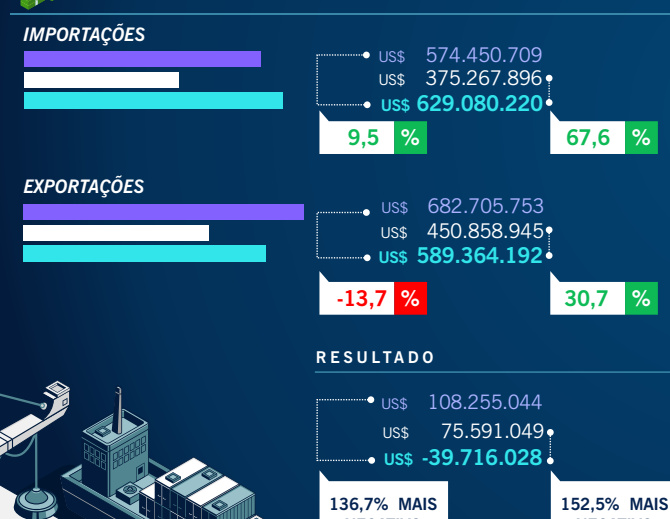 IMPORTAÇÕES
US$ 574.450.709
US$ 375.267.896
US$ 629.080.220
9,5 % 67,6 %
EXPORTAÇÕES
US$ 682.705.753
US$ 450.858.945
US$ 589.364.192
-13,7 % 30,7 %
RESULTADO
US$ 108.255.044
US$ 75.591.049
US$ -39.716.028
136,7% MAIS 152,5% MAIS